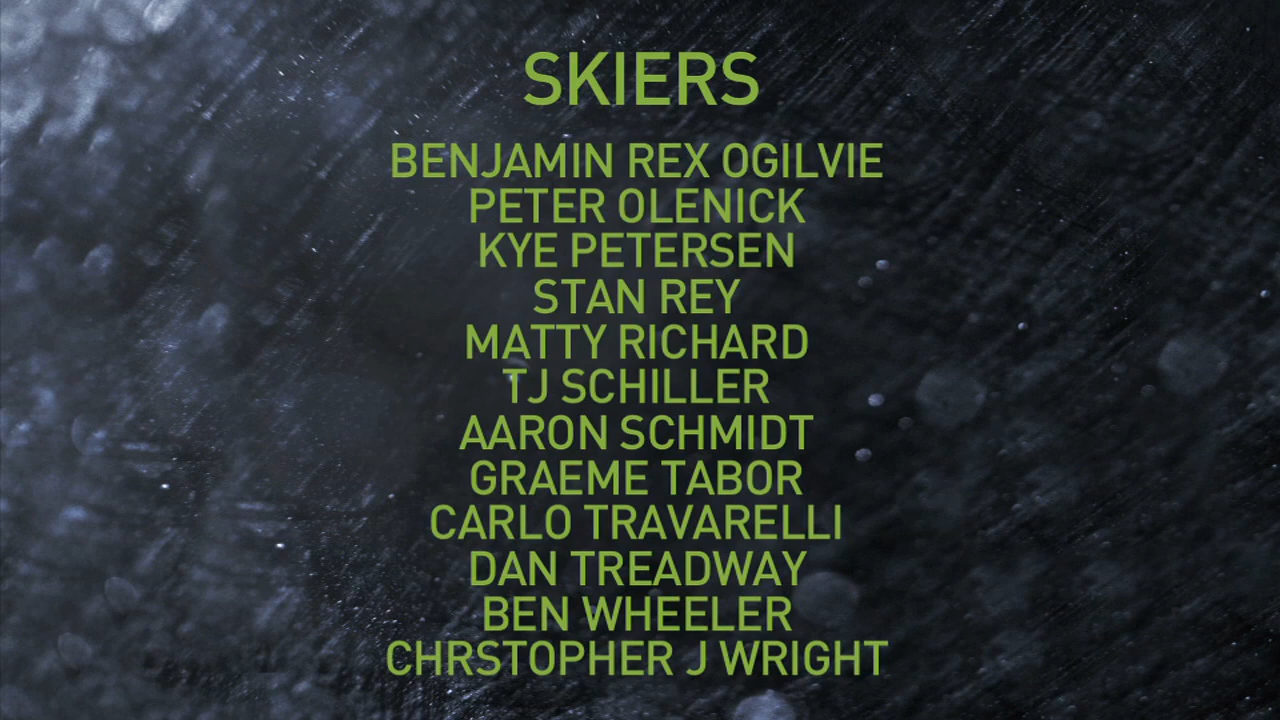 SKIERS
BENJAMIN REX OGILVIE
PETER OLENICK
KYE PETERSEN
STAN REY
MATTY RICHARD
TJ SCHILLER
AARON SCHMIDT
GRAEME TABOR
CARLO TRAVARELLI
DAN TREADWAY
BEN WHEELER
CHRSTOPHER J WRIGHT